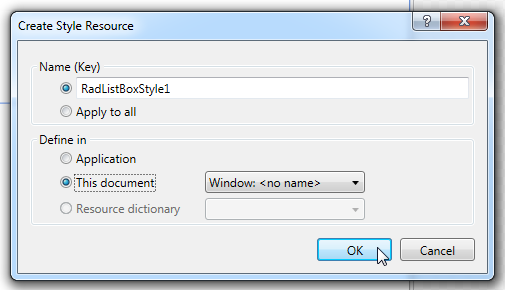 Create Style Resource
?
Name (Key)
RadListBoxStyle1
Apply to all
Define in
Application
This document
Window: <no name>
Resource dictionary
OK
Cancel